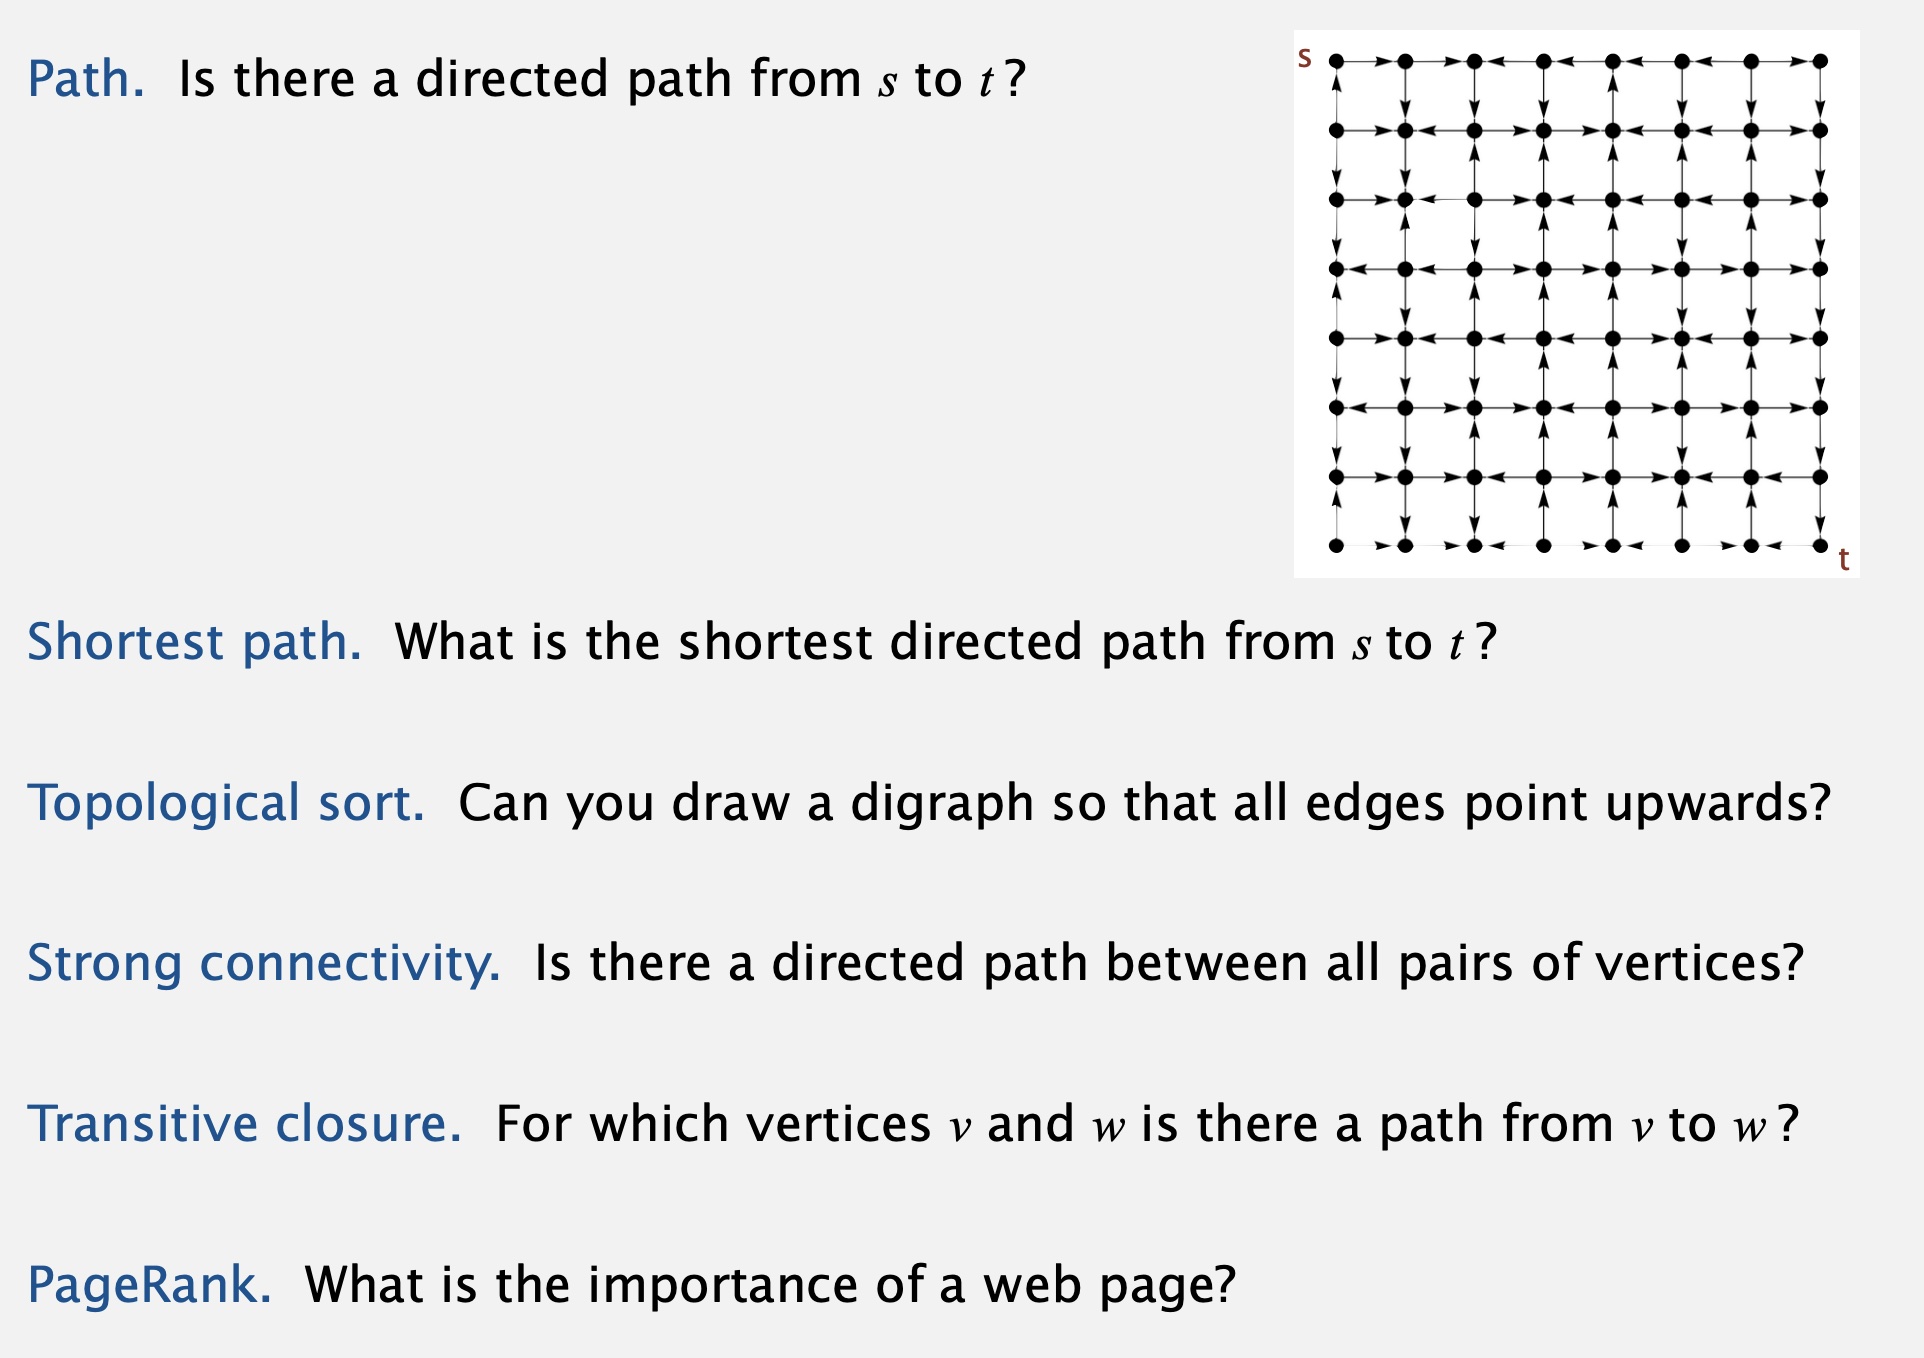 s
Path. Is there a directed path from s to t ?
t
Shortest path. What is the shortest directed path from s to t ?
Topological sort. Can you draw a digraph so that all edges point upwards?
Strong connectivity. Is there a directed path between all pairs of vertices?
Transitive closure. For which vertices v and w is there a path from v to w ?
PageRank. What is the importance of a web page?